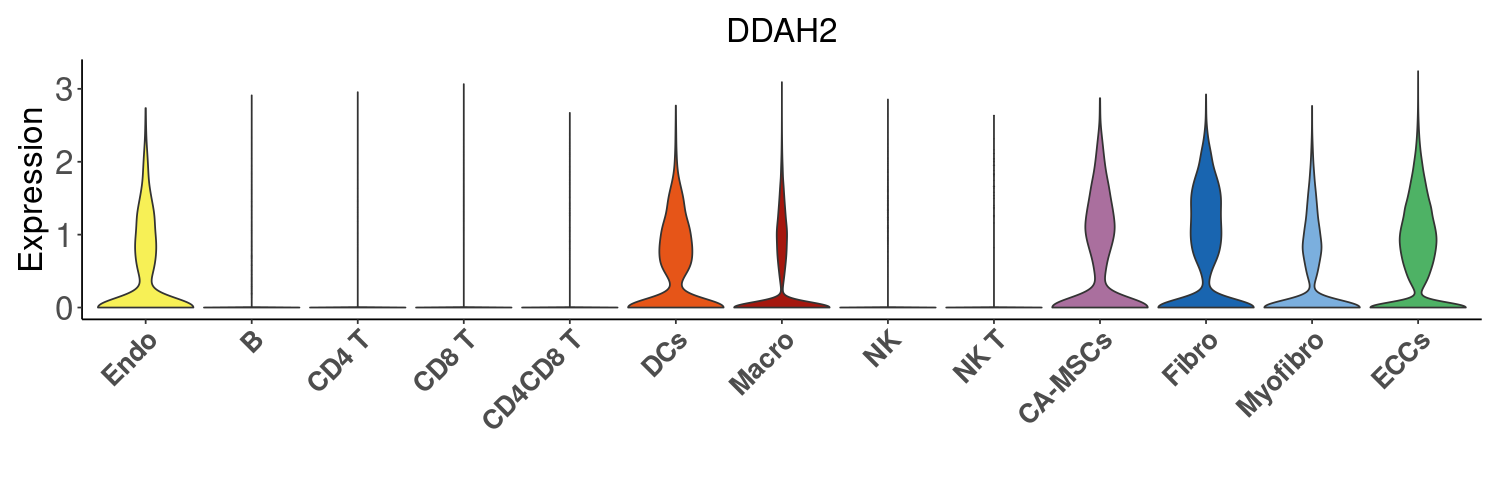 DDAH2
Expression
3
2
1
0
Endo
B
CD4 T
CD8 T
CD4CD8 T
DCs
Macro
NK
NK T
CA-MSCs
Fibro
Myofibro
ECCs